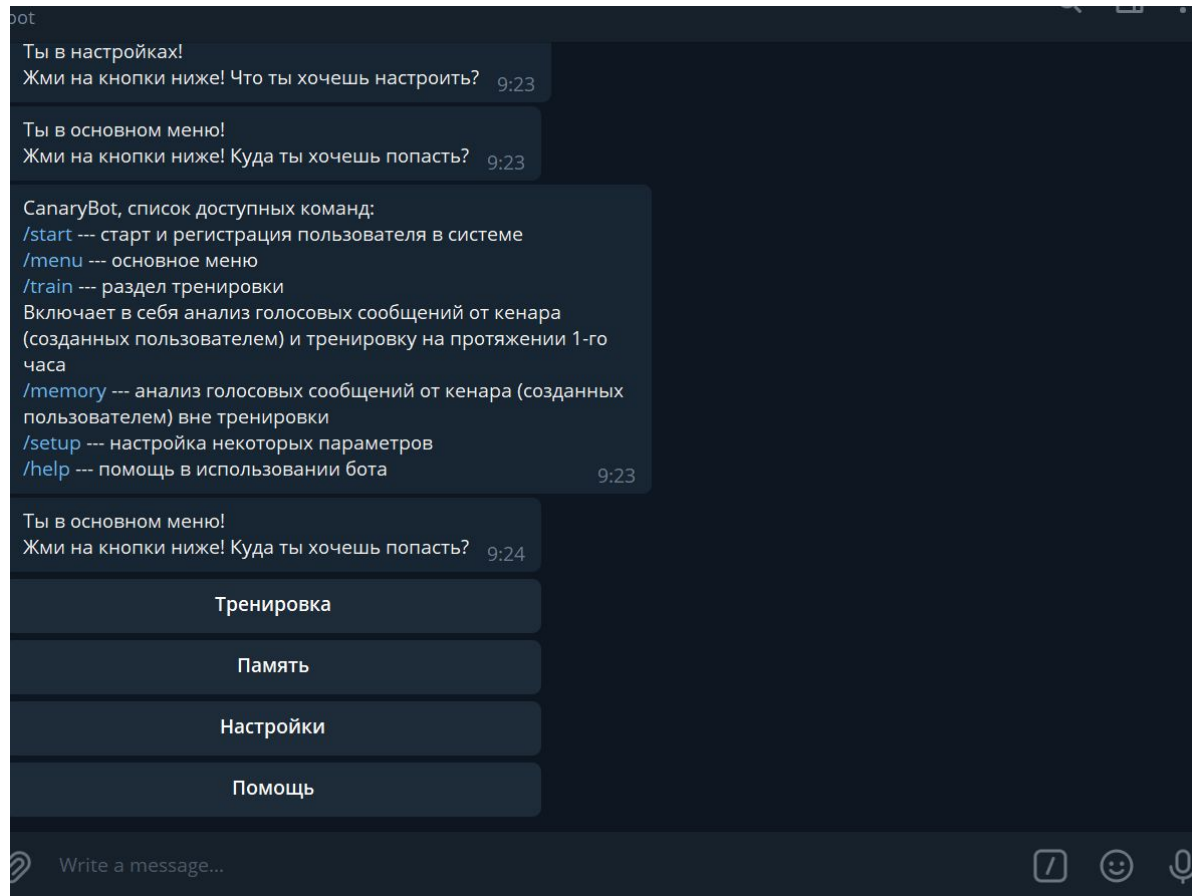 bot
Ты в настройках!
Жми на кнопки ниже! Что ты хочешь настроить? 9:23
Ты в основном меню!
Жми на кнопки ниже! Куда ты хочешь попасть? 9:23
CanaryBot, список доступных команд:
/start --- старт и регистрация пользователя в системе
/menu --- основное меню
/train --- раздел тренировки
Включает в себя анализ голосовых сообщений от кенара
(созданных пользователем) и тренировку на протяжении 1-го
часа
/memory --- анализ голосовых сообщений от кенара (созданных
пользователем) вне тренировки
/setup --- настройка некоторых параметров
/help --- помощь в использовании бота 9:23
Ты в основном меню!
Жми на кнопки ниже! Куда ты хочешь попасть? 9:24
Тренировка
Память
Настройки
Помощь
Write a message...